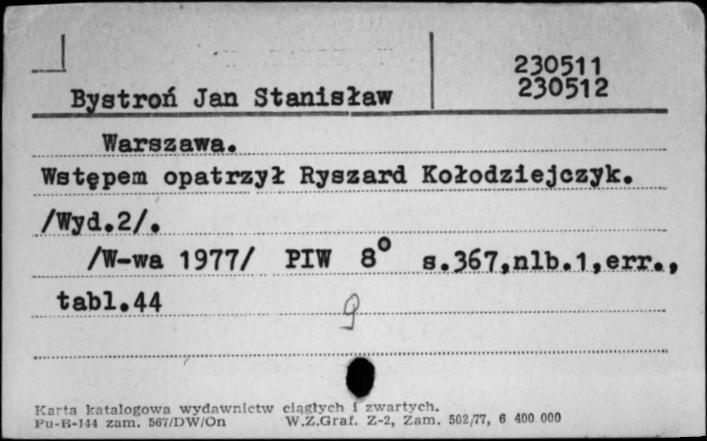 230511
230512
Bystroń Jan Stanisław
Warszawa.
Wstępem opatrzył Ryszard Kołodziejczyk.
/Wyd.2/.
/W-wa 1977/ PIW 8° s.367,nlb.1,err.,
tabl.44
g
Karta katalogowa wydawnictw ciągłych i zwartych.
Pu-B-144 zam. 567/DW/On W.Z.Graf. Z-2, Zam. 502/77, 6 400 000